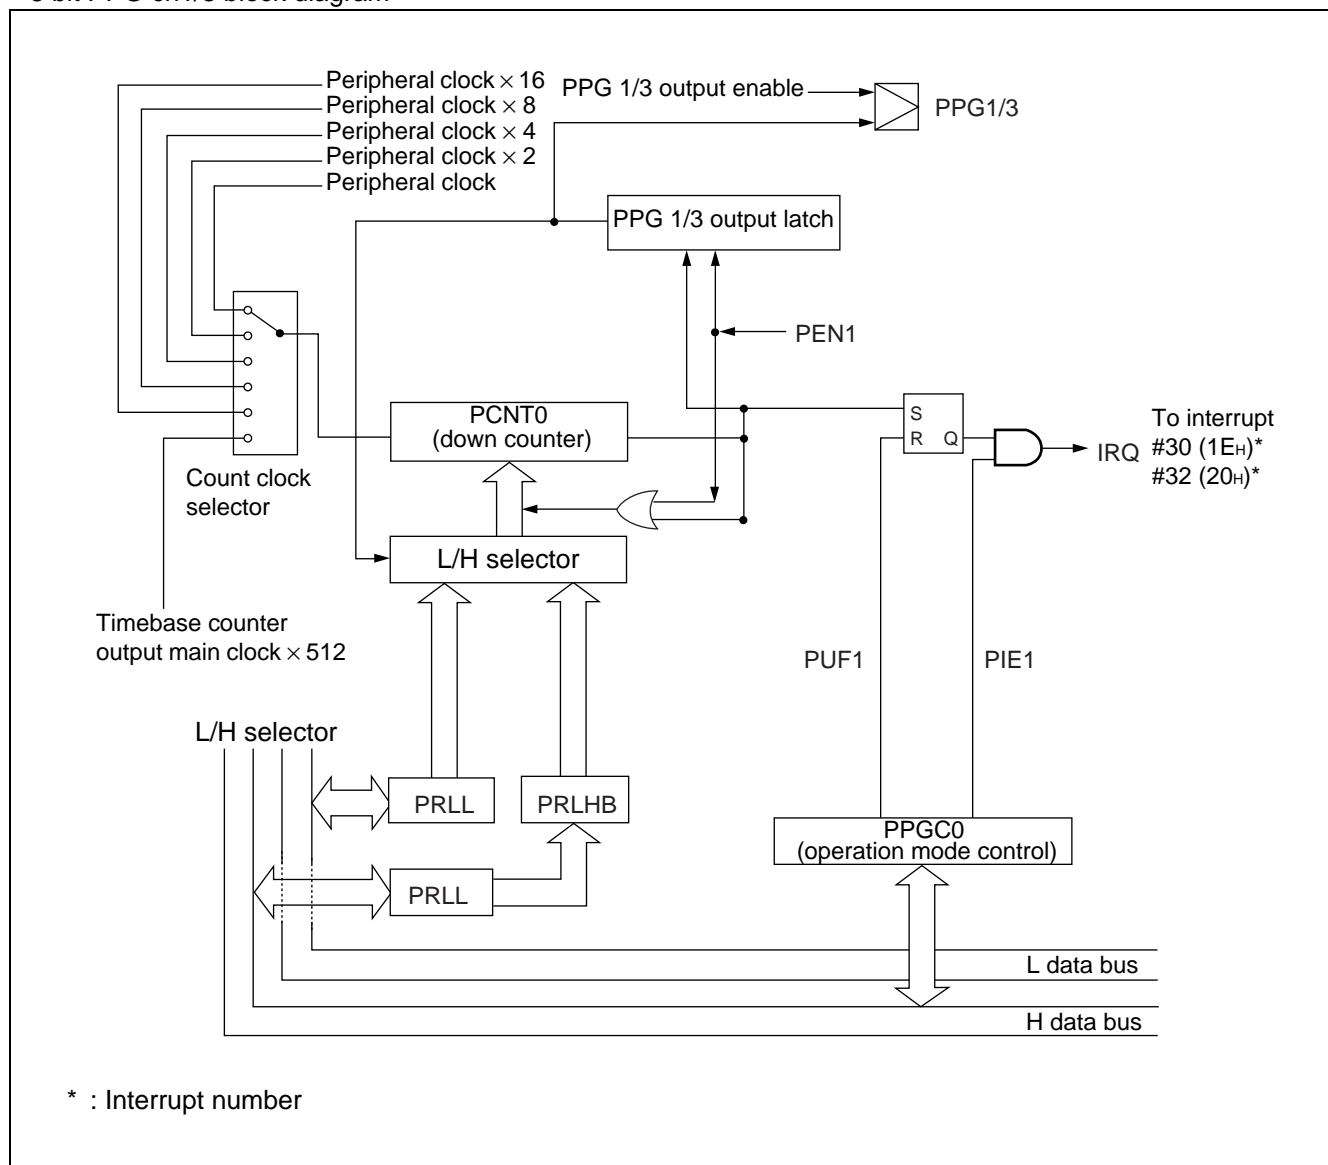 Peripheral clock × 16
Peripheral clock × 8
Peripheral clock × 4
Peripheral clock × 2
Peripheral clock
PPG 1/3 output enable
PPG1/3
PPG 1/3 output latch
PEN1
PCNT0
(down counter)
S
R Q
IRQ
To interrupt
#30 (1EH)*
#32 (20H)*
Count clock
selector
L/H selector
Timebase counter
output main clock × 512
PUF1
PIE1
L/H selector
PRLL
PRLHB
PRLL
PPGC0
(operation mode control)
L data bus
H data bus
* : Interrupt number